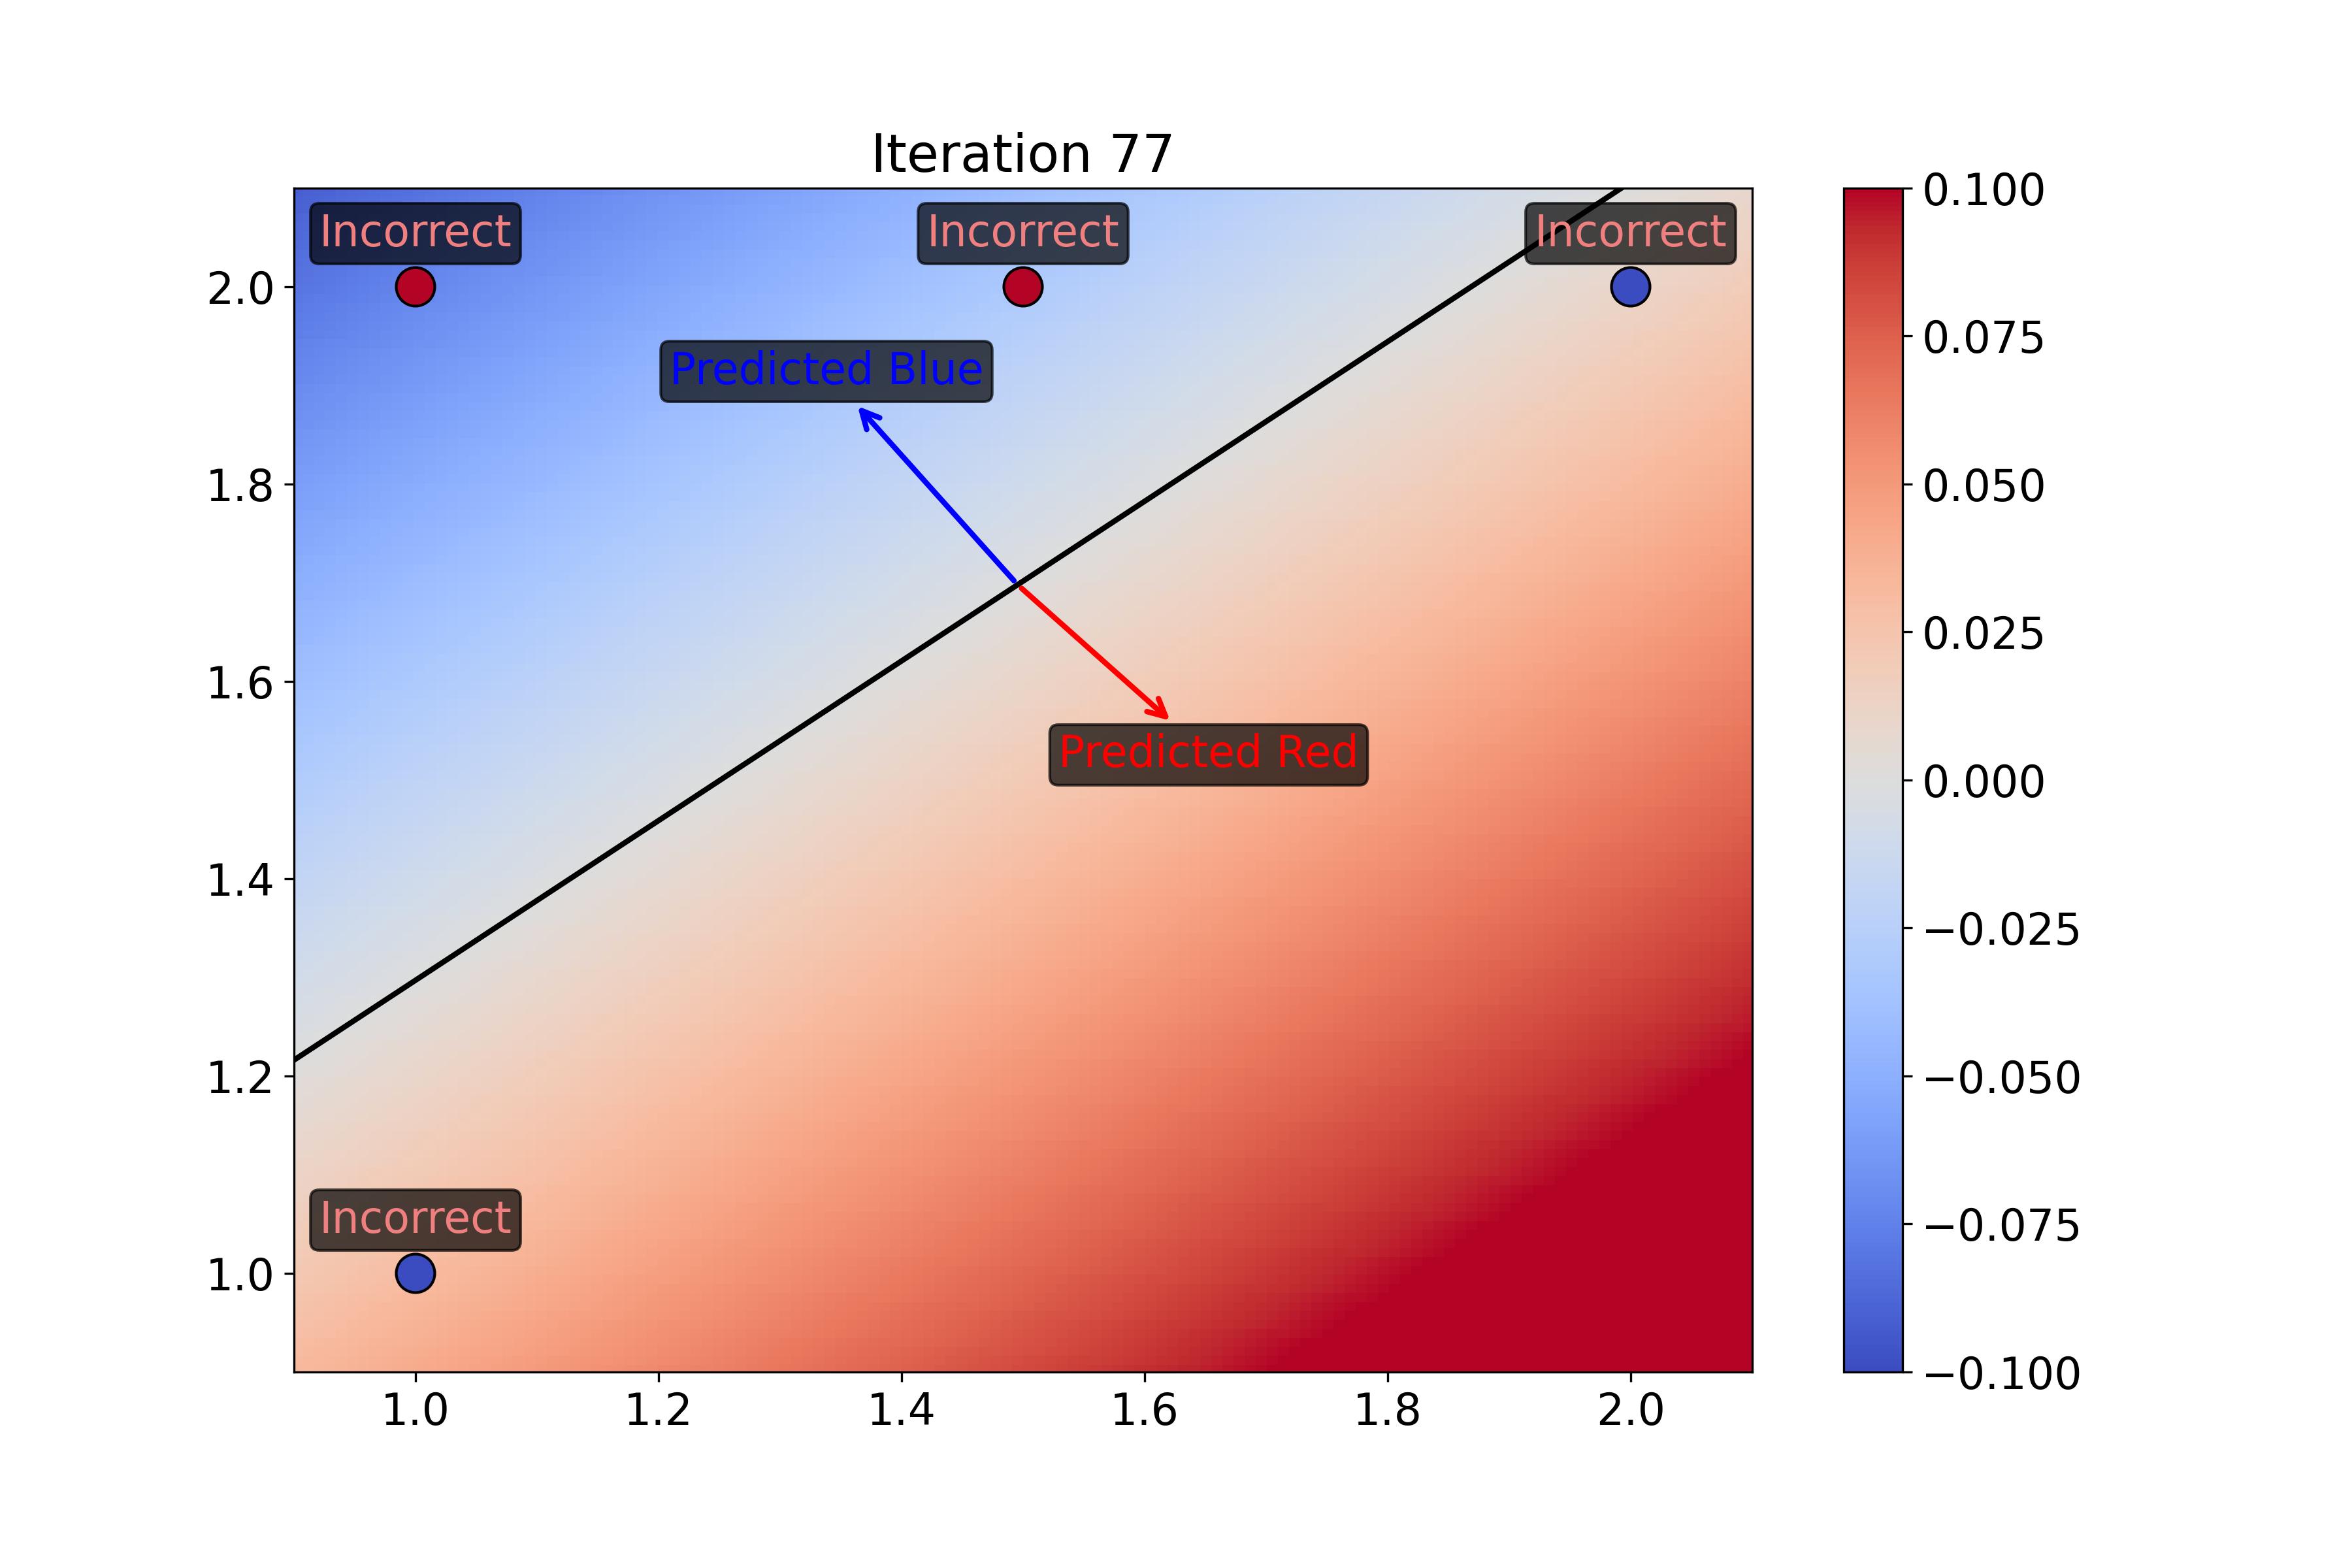 Iteration 77
0.100
Incorrect
Incorrect
Incorrect
2.0
Predicted Blue
0.075
1.8
0.050
1.6
0.025
Predicted Red
0.000
1.4
−0.025
1.2
−0.050
Incorrect
−0.075
1.0
−0.100
1.0 1.2 1.4 1.6 1.8 2.0